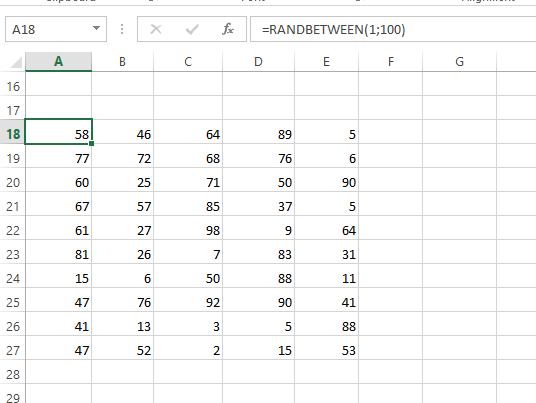 A18 fx =RANDBETWEEN(1;100)
A B C D E F G
16
17
18 58 46 64 89 5
19 77 72 68 76 6
20 60 25 71 50 90
21 67 57 85 37 5
22 61 27 98 9 64
23 81 26 7 83 31
24 15 6 50 88 11
25 47 76 92 90 41
26 41 13 3 5 88
27 47 52 2 15 53
28
29